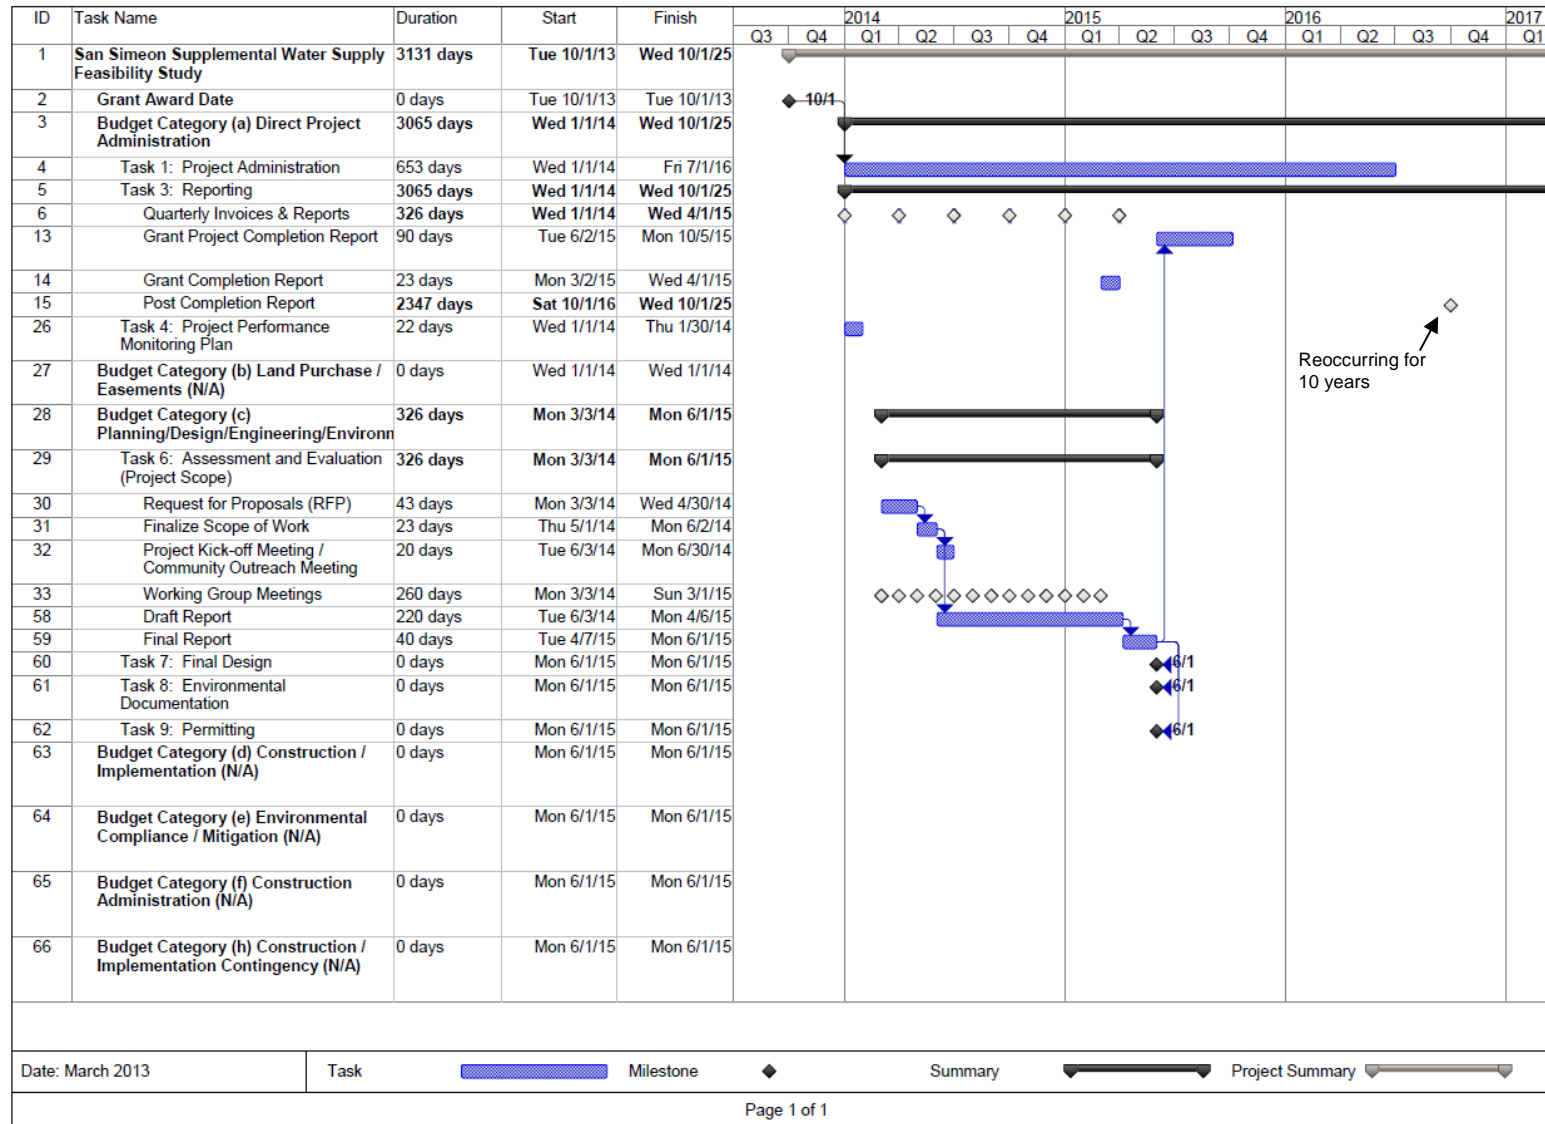 ID Task Name Duration Start Finish 2014 2015 2016 2017
Q3 Q4 Q1 Q2 Q3 Q4 Q1 Q2 Q3 Q4 Q1 Q2 Q3 Q4 Q1
1 San Simeon Supplemental Water Supply 3131 days Tue 10/1/13 Wed 10/1/25
Feasibility Study
2 Grant Award Date 0 days Tue 10/1/13 Tue 10/1/13 10/1
3 Budget Category (a) Direct Project 3065 days Wed 1/1/14 Wed 10/1/25
Administration
4 Task 1: Project Administration 653 days Wed 1/1/14 Fri 7/1/16
5 Task 3: Reporting 3065 days Wed 1/1/14 Wed 10/1/25
6 Quarterly Invoices & Reports 326 days Wed 1/1/14 Wed 4/1/15
13 Grant Project Completion Report 90 days Tue 6/2/15 Mon 10/5/15
14 Grant Completion Report 23 days Mon 3/2/15 Wed 4/1/15
15 Post Completion Report 2347 days Sat 10/1/16 Wed 10/1/25
26 Task 4: Project Performance 22 days Wed 1/1/14 Thu 1/30/14
Monitoring Plan
Reoccurring for
10 years
27 Budget Category (b) Land Purchase / 0 days Wed 1/1/14 Wed 1/1/14
Easements (N/A)
28 Budget Category (c) 326 days Mon 3/3/14 Mon 6/1/15
Planning/Design/Engineering/Environn
29 Task 6: Assessment and Evaluation 326 days Mon 3/3/14 Mon 6/1/15
(Project Scope)
30 Request for Proposals (RFP) 43 days Mon 3/3/14 Wed 4/30/14
31 Finalize Scope of Work 23 days Thu 5/1/14 Mon 6/2/14
32 Project Kick-off Meeting / 20 days Tue 6/3/14 Mon 6/30/14
Community Outreach Meeting
33 Working Group Meetings 260 days Mon 3/3/14 Sun 3/1/15
58 Draft Report 220 days Tue 6/3/14 Mon 4/6/15
59 Final Report 40 days Tue 4/7/15 Mon 6/1/15
60 Task 7: Final Design 0 days Mon 6/1/15 Mon 6/1/15 6/1
61 Task 8: Environmental 0 days Mon 6/1/15 Mon 6/1/15 6/1
Documentation
62 Task 9: Permitting 0 days Mon 6/1/15 Mon 6/1/15 6/1
63 Budget Category (d) Construction / 0 days Mon 6/1/15 Mon 6/1/15
Implementation (N/A)
64 Budget Category (e) Environmental 0 days Mon 6/1/15 Mon 6/1/15
Compliance / Mitigation (N/A)
65 Budget Category (f) Construction 0 days Mon 6/1/15 Mon 6/1/15
Administration (N/A)
66 Budget Category (h) Construction / 0 days Mon 6/1/15 Mon 6/1/15
Implementation Contingency (N/A)
Date: March 2013 Task Milestone Summary Project Summary
Page 1 of 1